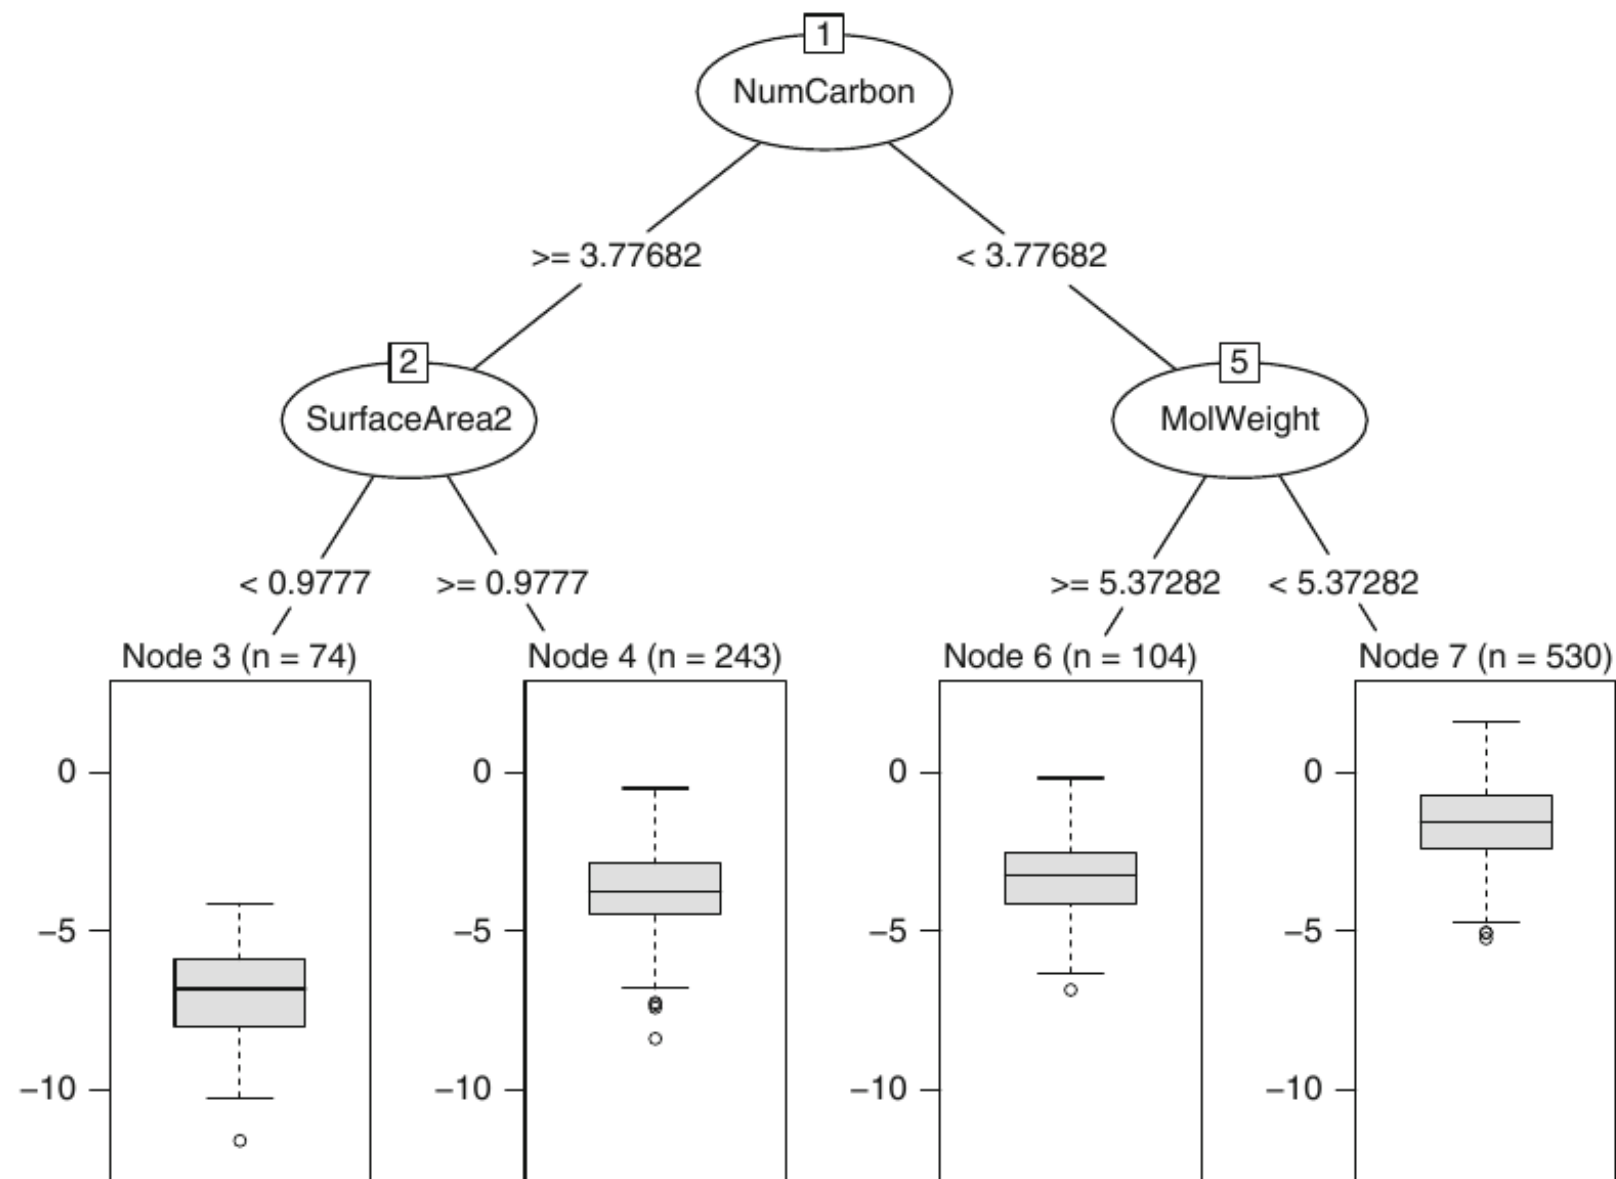 1
NumCarbon
>= 3.77682 < 3.77682
2 5
SurfaceArea2 MolWeight
< 0.9777 >= 0.9777 >= 5.37282 < 5.37282
Node 3 (n = 74) Node 4 (n = 243) Node 6 (n = 104) Node 7 (n = 530)
0 0 0 0
−5 −5 −5 −5
−10 −10 −10 −10